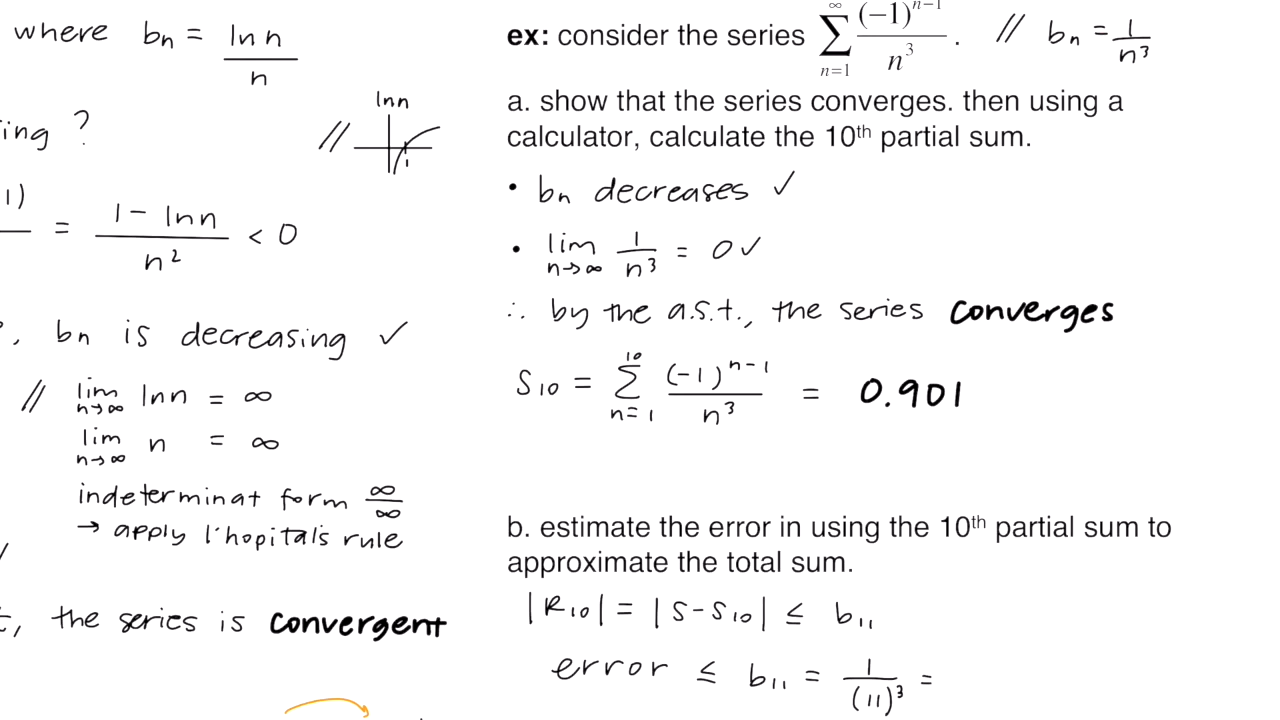 where bn = ln n / n
ing ?
// ln n
1
1) = 1 - ln n / n² < 0
, bn is decreasing ✓
// lim n→∞ ln n = ∞
lim n→∞ n = ∞
indeterminat form ∞/∞
→ apply l'hopital's rule
, the series is convergent
ex: consider the series ∑ n=1 ∞ (−1)ⁿ⁻¹ / n³ . // bn = 1/n³
a. show that the series converges. then using a
calculator, calculate the 10th partial sum.
• bn decreases ✓
• lim n→∞ 1/n³ = 0 ✓
∴ by the a.s.t., the series converges
S10 = ∑ n=1 10 (-1)ⁿ⁻¹ / n³ = 0.901
b. estimate the error in using the 10th partial sum to
approximate the total sum.
|R10| = |S-S10| ≤ b11
error ≤ b11 = 1/(11)³ =